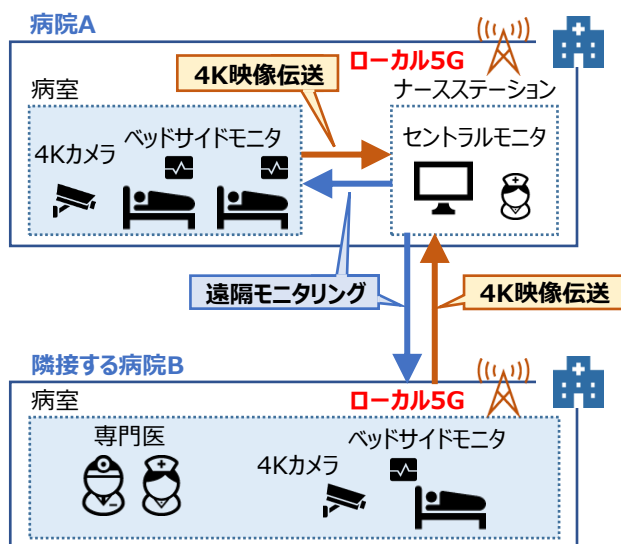 病院A
ローカル5G
4K映像伝送
病室
ナースステーション
ベッドサイドモニタ
4Kカメラ
セントラルモニタ
遠隔モニタリング
4K映像伝送
隣接する病院B
病室
ローカル5G
専門医
ベッドサイドモニタ
4Kカメラ